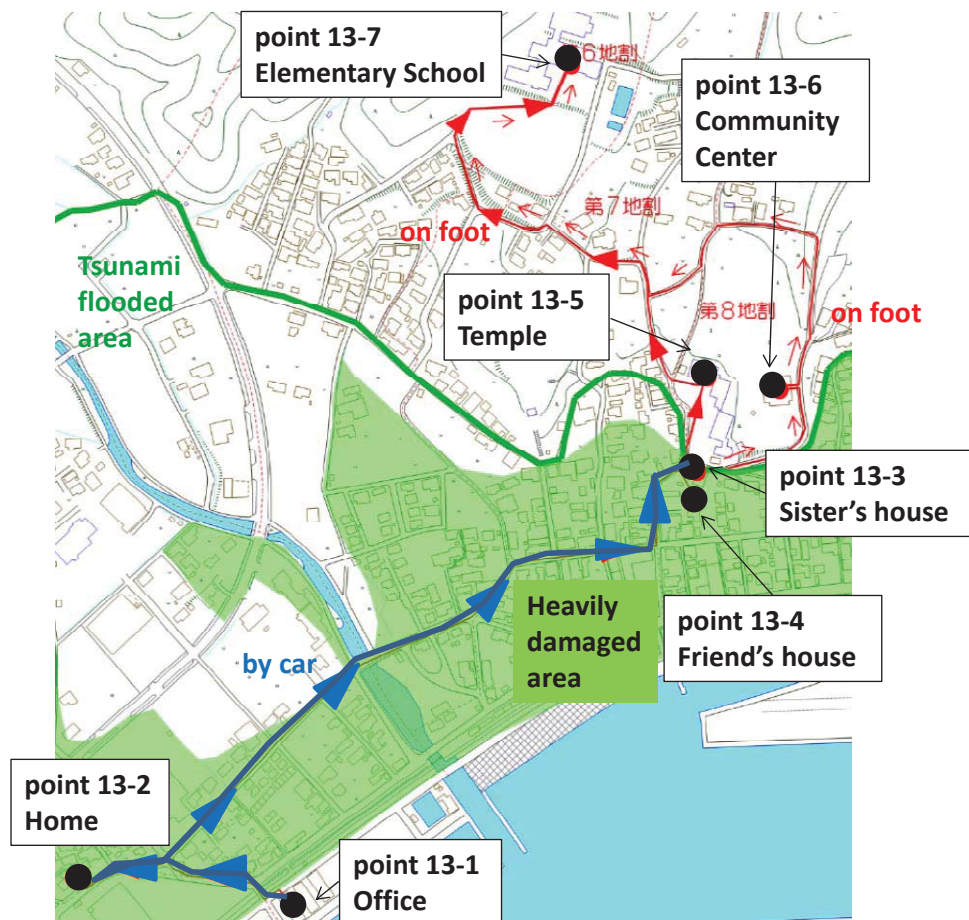 point 13-7
Elementary School
第6地割
point 13-6
Community
Center
第7地割
on foot
Tsunami
flooded
area
point 13-5
Temple
第8地割
on foot
point 13-3
Sister's house
Heavily
damaged
area
point 13-4
Friend's house
by car
point 13-2
Home
point 13-1
Office